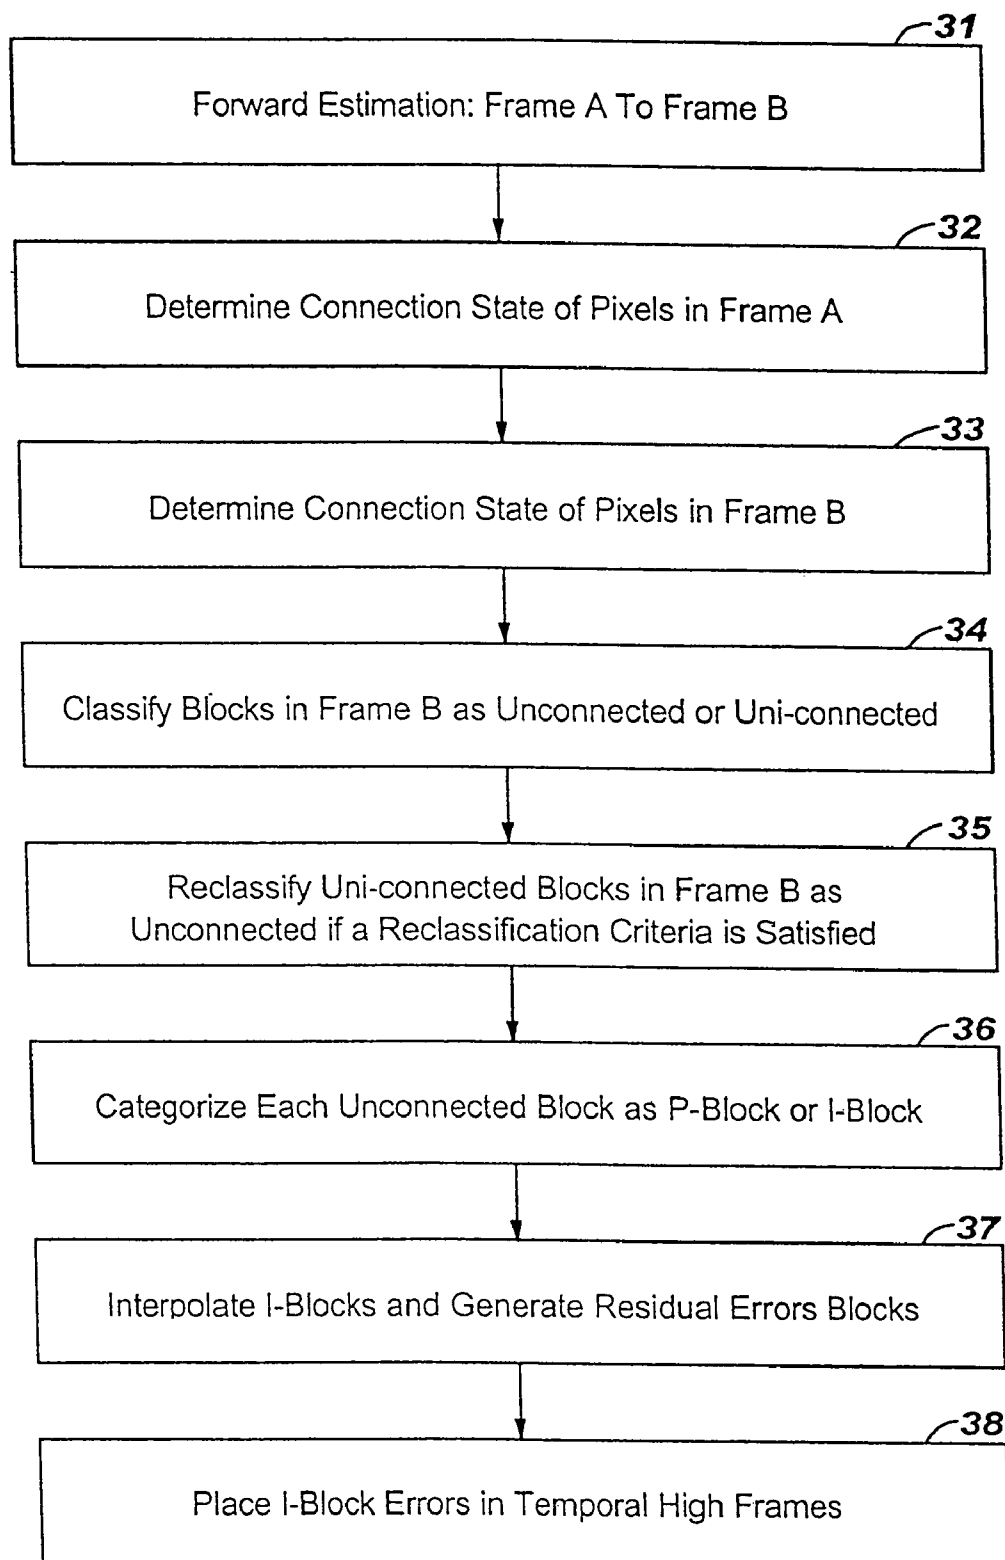 31
Forward Estimation: Frame A To Frame B
32
Determine Connection State of Pixels in Frame A
33
Determine Connection State of Pixels in Frame B
34
Classify Blocks in Frame B as Unconnected or Uni-connected
35
Reclassify Uni-connected Blocks in Frame B as
Unconnected if a Reclassification Criteria is Satisfied
36
Categorize Each Unconnected Block as P-Block or I-Block
37
Interpolate I-Blocks and Generate Residual Errors Blocks
38
Place I-Block Errors in Temporal High Frames